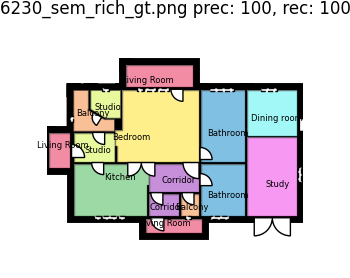 6230_sem_rich_gt.png prec: 100, rec: 100
Living Room
Studio
Balcony
Dining room
Bedroom
Bathroom
Living Room
Studio
Kitchen
Corridor
Study
Bathroom
Corridor
Balcony
Living Room